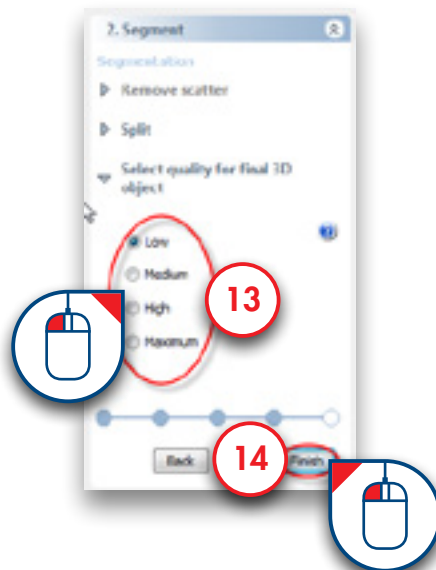 2. Segment
Segmentation
Remove scatter
Split
Select quality for final 3D
object
Low
Medium
High
Maximum
13
Back
14
Finish